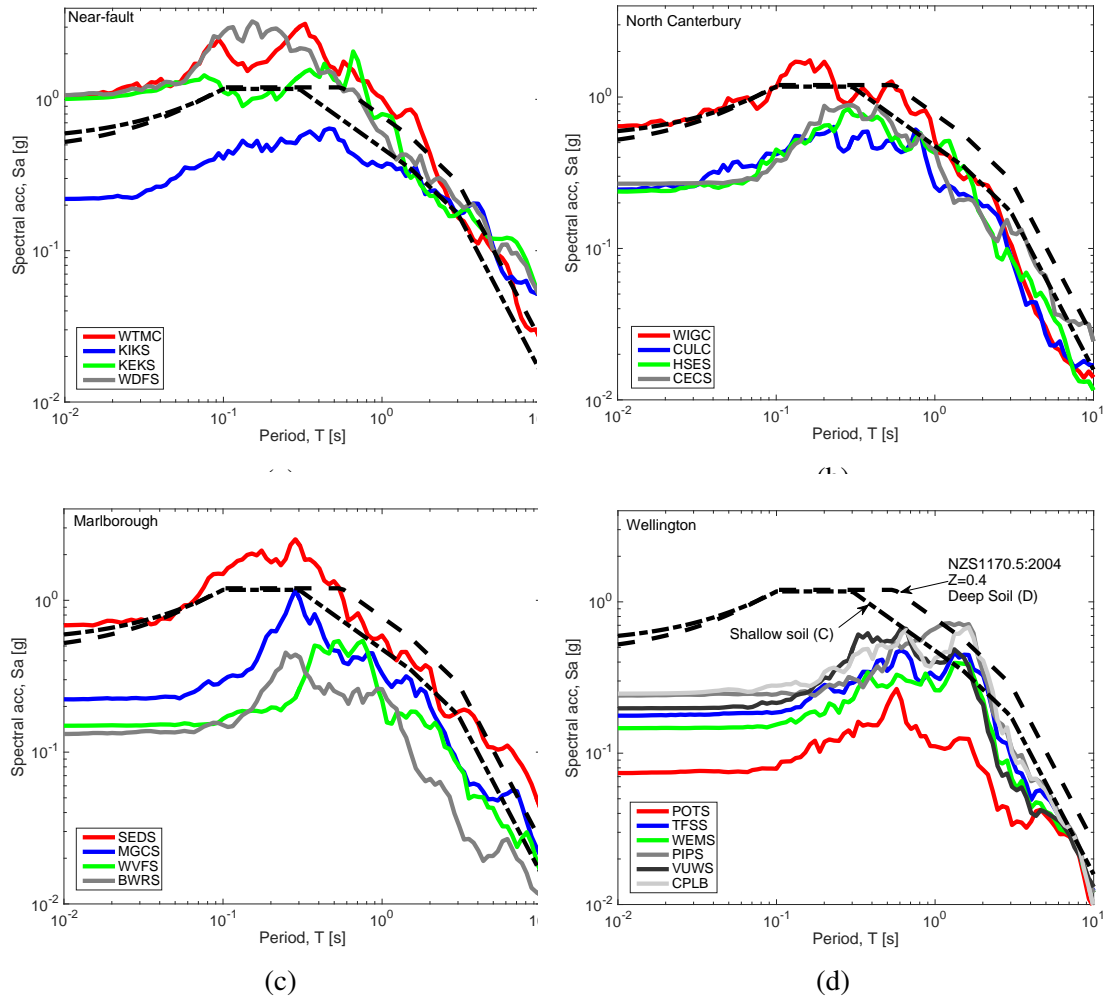 Near-fault
10^0
10^-1
10^-2
Spectral acc, Sa [g]
WTMC
KIKS
KEKS
WDFS
10^-2
10^-1
10^0
Period, T [s]
North Canterbury
10^0
10^-1
10^-2
Spectral acc, Sa [g]
WIGC
CULC
HSES
CECS
10^-2
10^-1
10^0
10^1
Period, T [s]
Marlborough
10^0
10^-1
10^-2
Spectral acc, Sa [g]
SEDS
MGCS
WVFS
BWRS
10^-2
10^-1
10^0
Period, T [s]
(c)
Wellington
NZS1170.5:2004
Z=0.4
Deep Soil (D)
Shallow soil (C)
10^0
10^-1
10^-2
Spectral acc, Sa [g]
POTS
TFSS
WEMS
PIPS
VUWS
CPLB
10^-2
10^-1
10^0
10^1
Period, T [s]
(d)